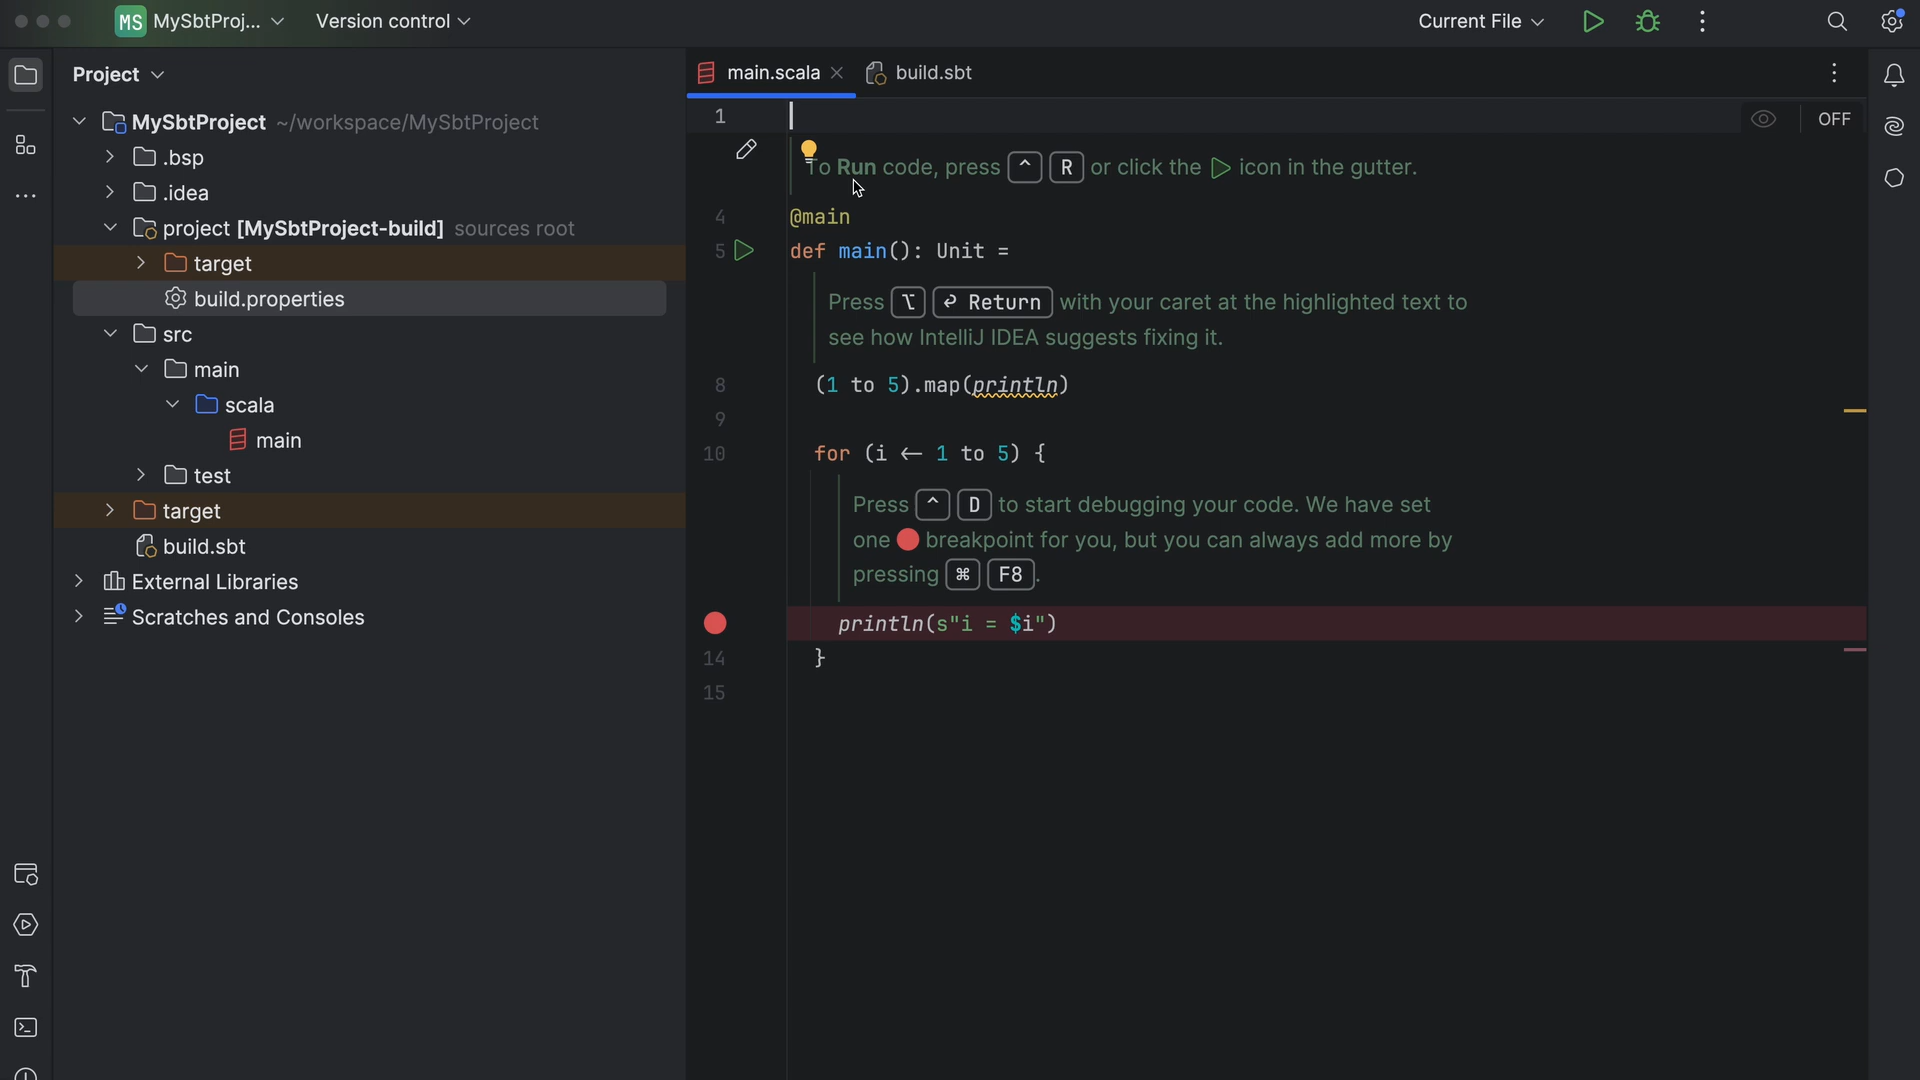 MS MySbtProj... Version control Current File
Project
main.scala build.sbt
MySbtProject ~/workspace/MySbtProject
.bsp
.idea
project [MySbtProject-build] sources root
target
build.properties
src
main
scala
main
test
target
build.sbt
External Libraries
Scratches and Consoles
1 OFF
To Run code, press ^ R or click the ▷ icon in the gutter.
4 @main
5 def main(): Unit =
Press ⌥ ⏎ Return with your caret at the highlighted text to
see how IntelliJ IDEA suggests fixing it.
8 (1 to 5).map(println)
9
10 for (i ← 1 to 5) {
Press ^ D to start debugging your code. We have set
one breakpoint for you, but you can always add more by
pressing ⌘ F8.
println(s"i = $i")
14 }
15